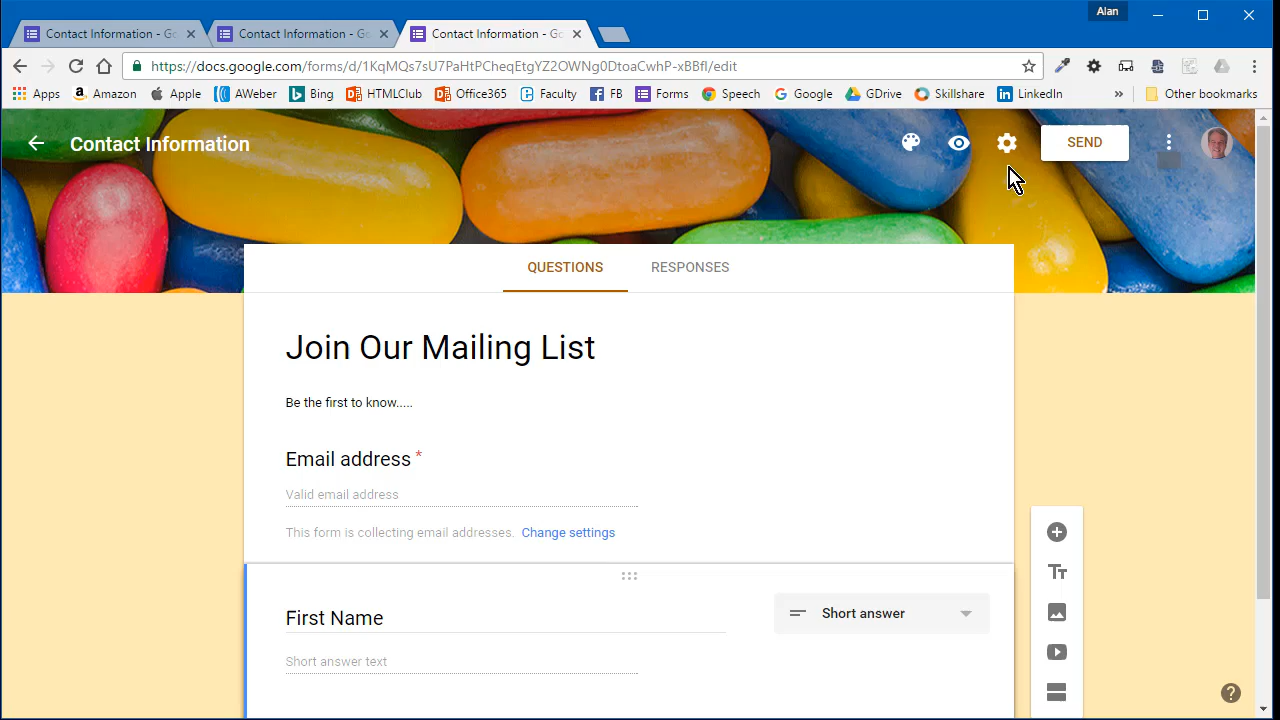 Alan
Contact Information - Go
Contact Information - Go
Contact Information - Go
https://docs.google.com/forms/d/1KqMQs7sU7PaHtPCheqEtgYZ2OWNg0DtoaCwhP-xBBfI/edit
Apps Amazon Apple AWeber Bing HTMLClub Office365 Faculty FB Forms Speech Google GDrive Skillshare LinkedIn » Other bookmarks
Contact Information
SEND
QUESTIONS RESPONSES
Join Our Mailing List
Be the first to know.....
Email address *
Valid email address
This form is collecting email addresses. Change settings
First Name
Short answer
Short answer text